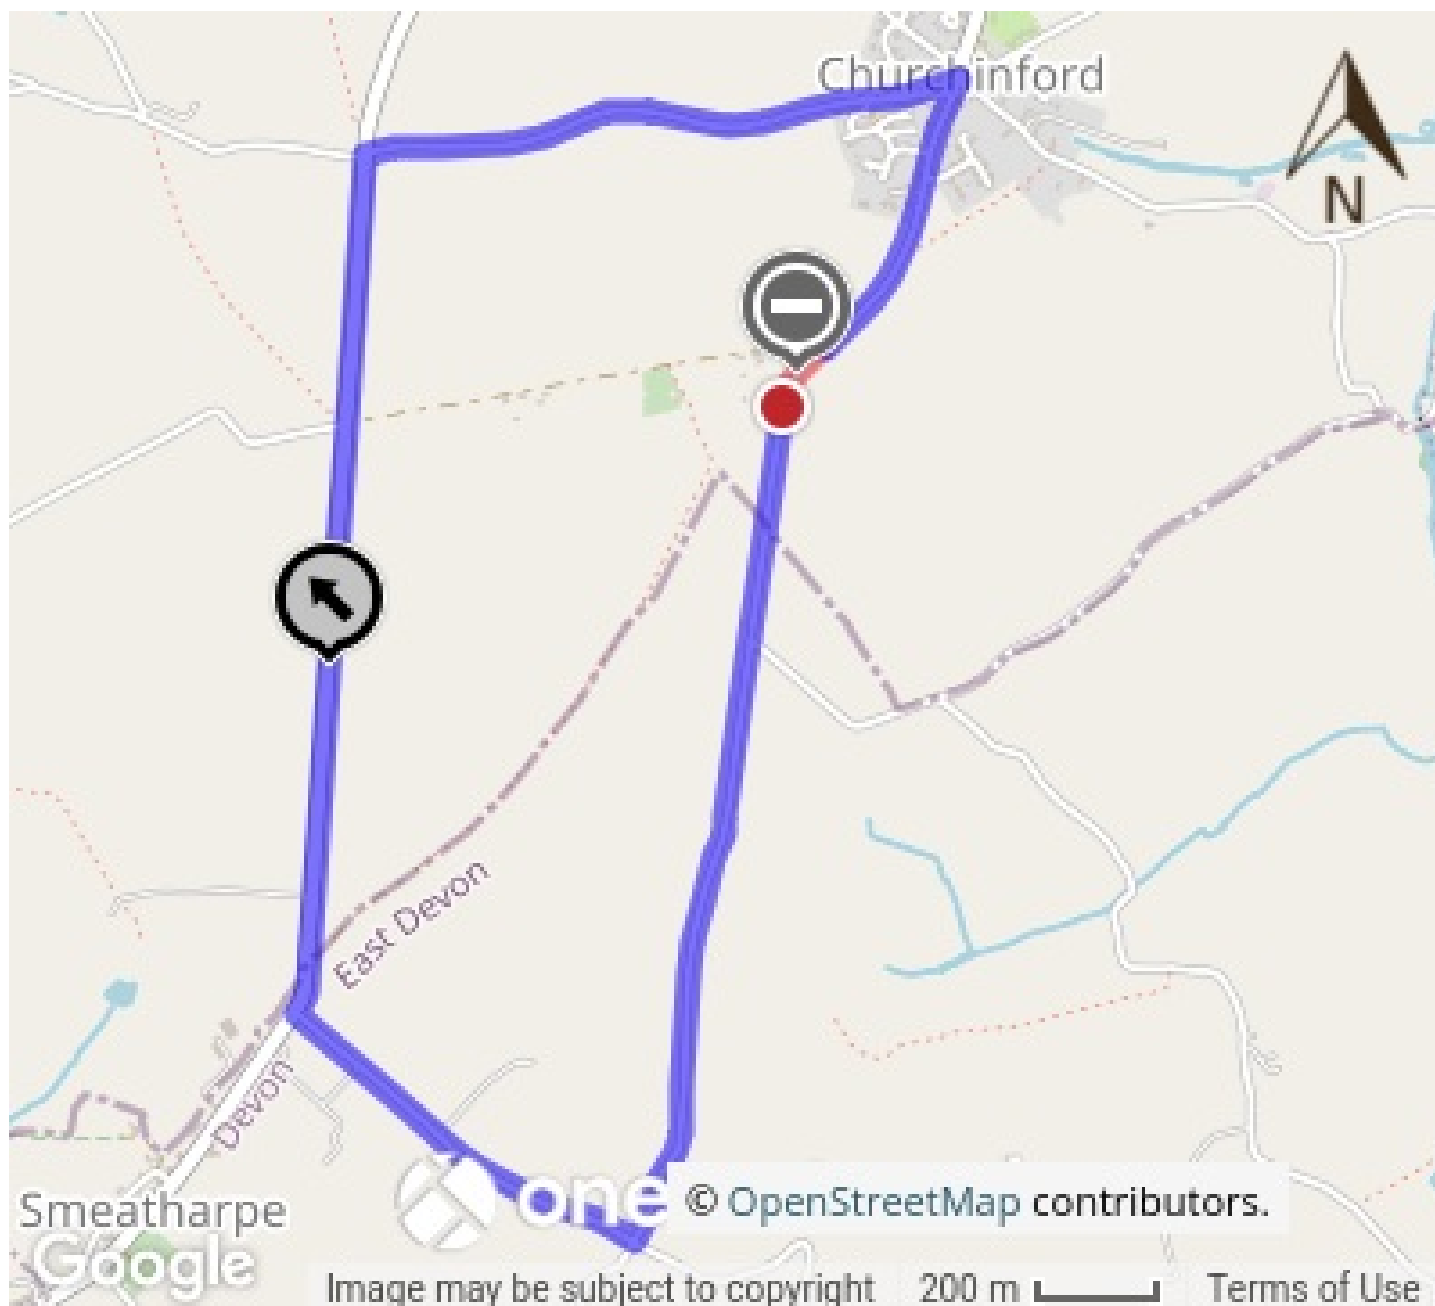 Churchinford
N
East Devon
Devon
Smeatharpe
one
© OpenStreetMap contributors.
Google
Image may be subject to copyright
200 m
Terms of Use